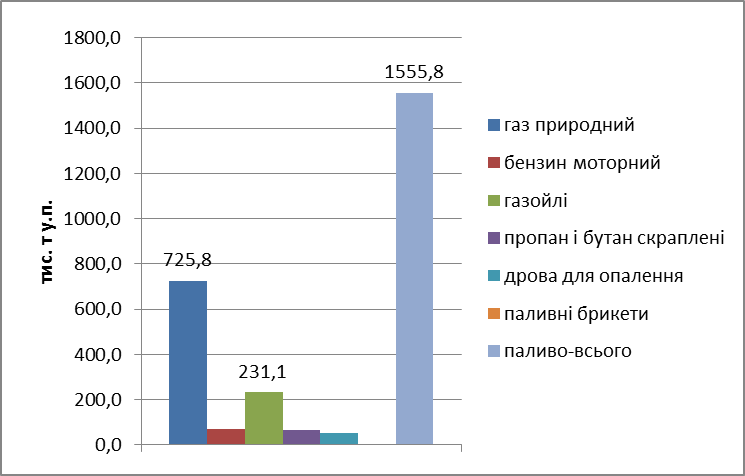 тис. т у.п.
1800,0
1600,0
1400,0
1200,0
1000,0
800,0
600,0
400,0
200,0
0,0
725,8
231,1
1555,8
газ природний
бензин моторний
газойлі
пропан і бутан скраплені
дрова для опалення
паливні брикети
паливо-всього